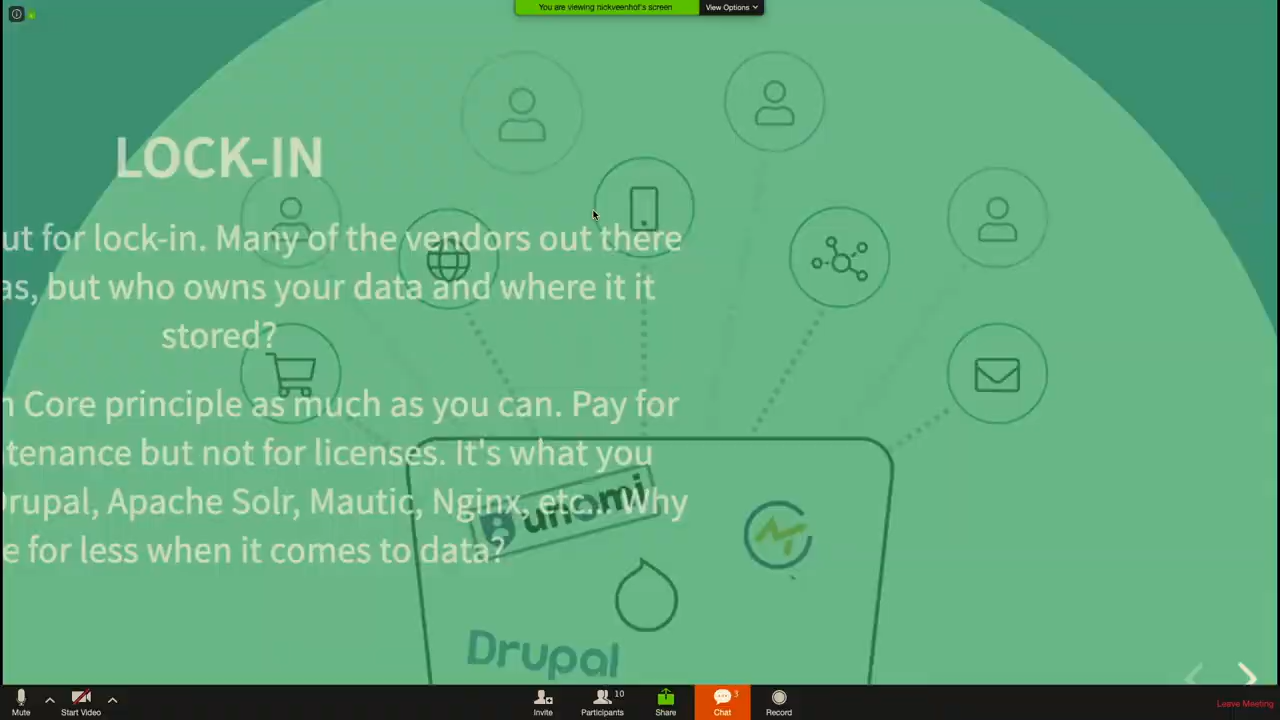 You are viewing nickveenhof's screen
View Options
LOCK-IN
ut for lock-in. Many of the vendors out there
as, but who owns your data and where it it
stored?
n Core principle as much as you can. Pay for
tenance but not for licenses. It's what you
Drupal, Apache Solr, Mautic, Nginx, etc... Why
e for less when it comes to data?
unomi
Drupal
Mute
Start Video
Invite
Participants
10
Share
Chat
3
Record
Leave Meeting